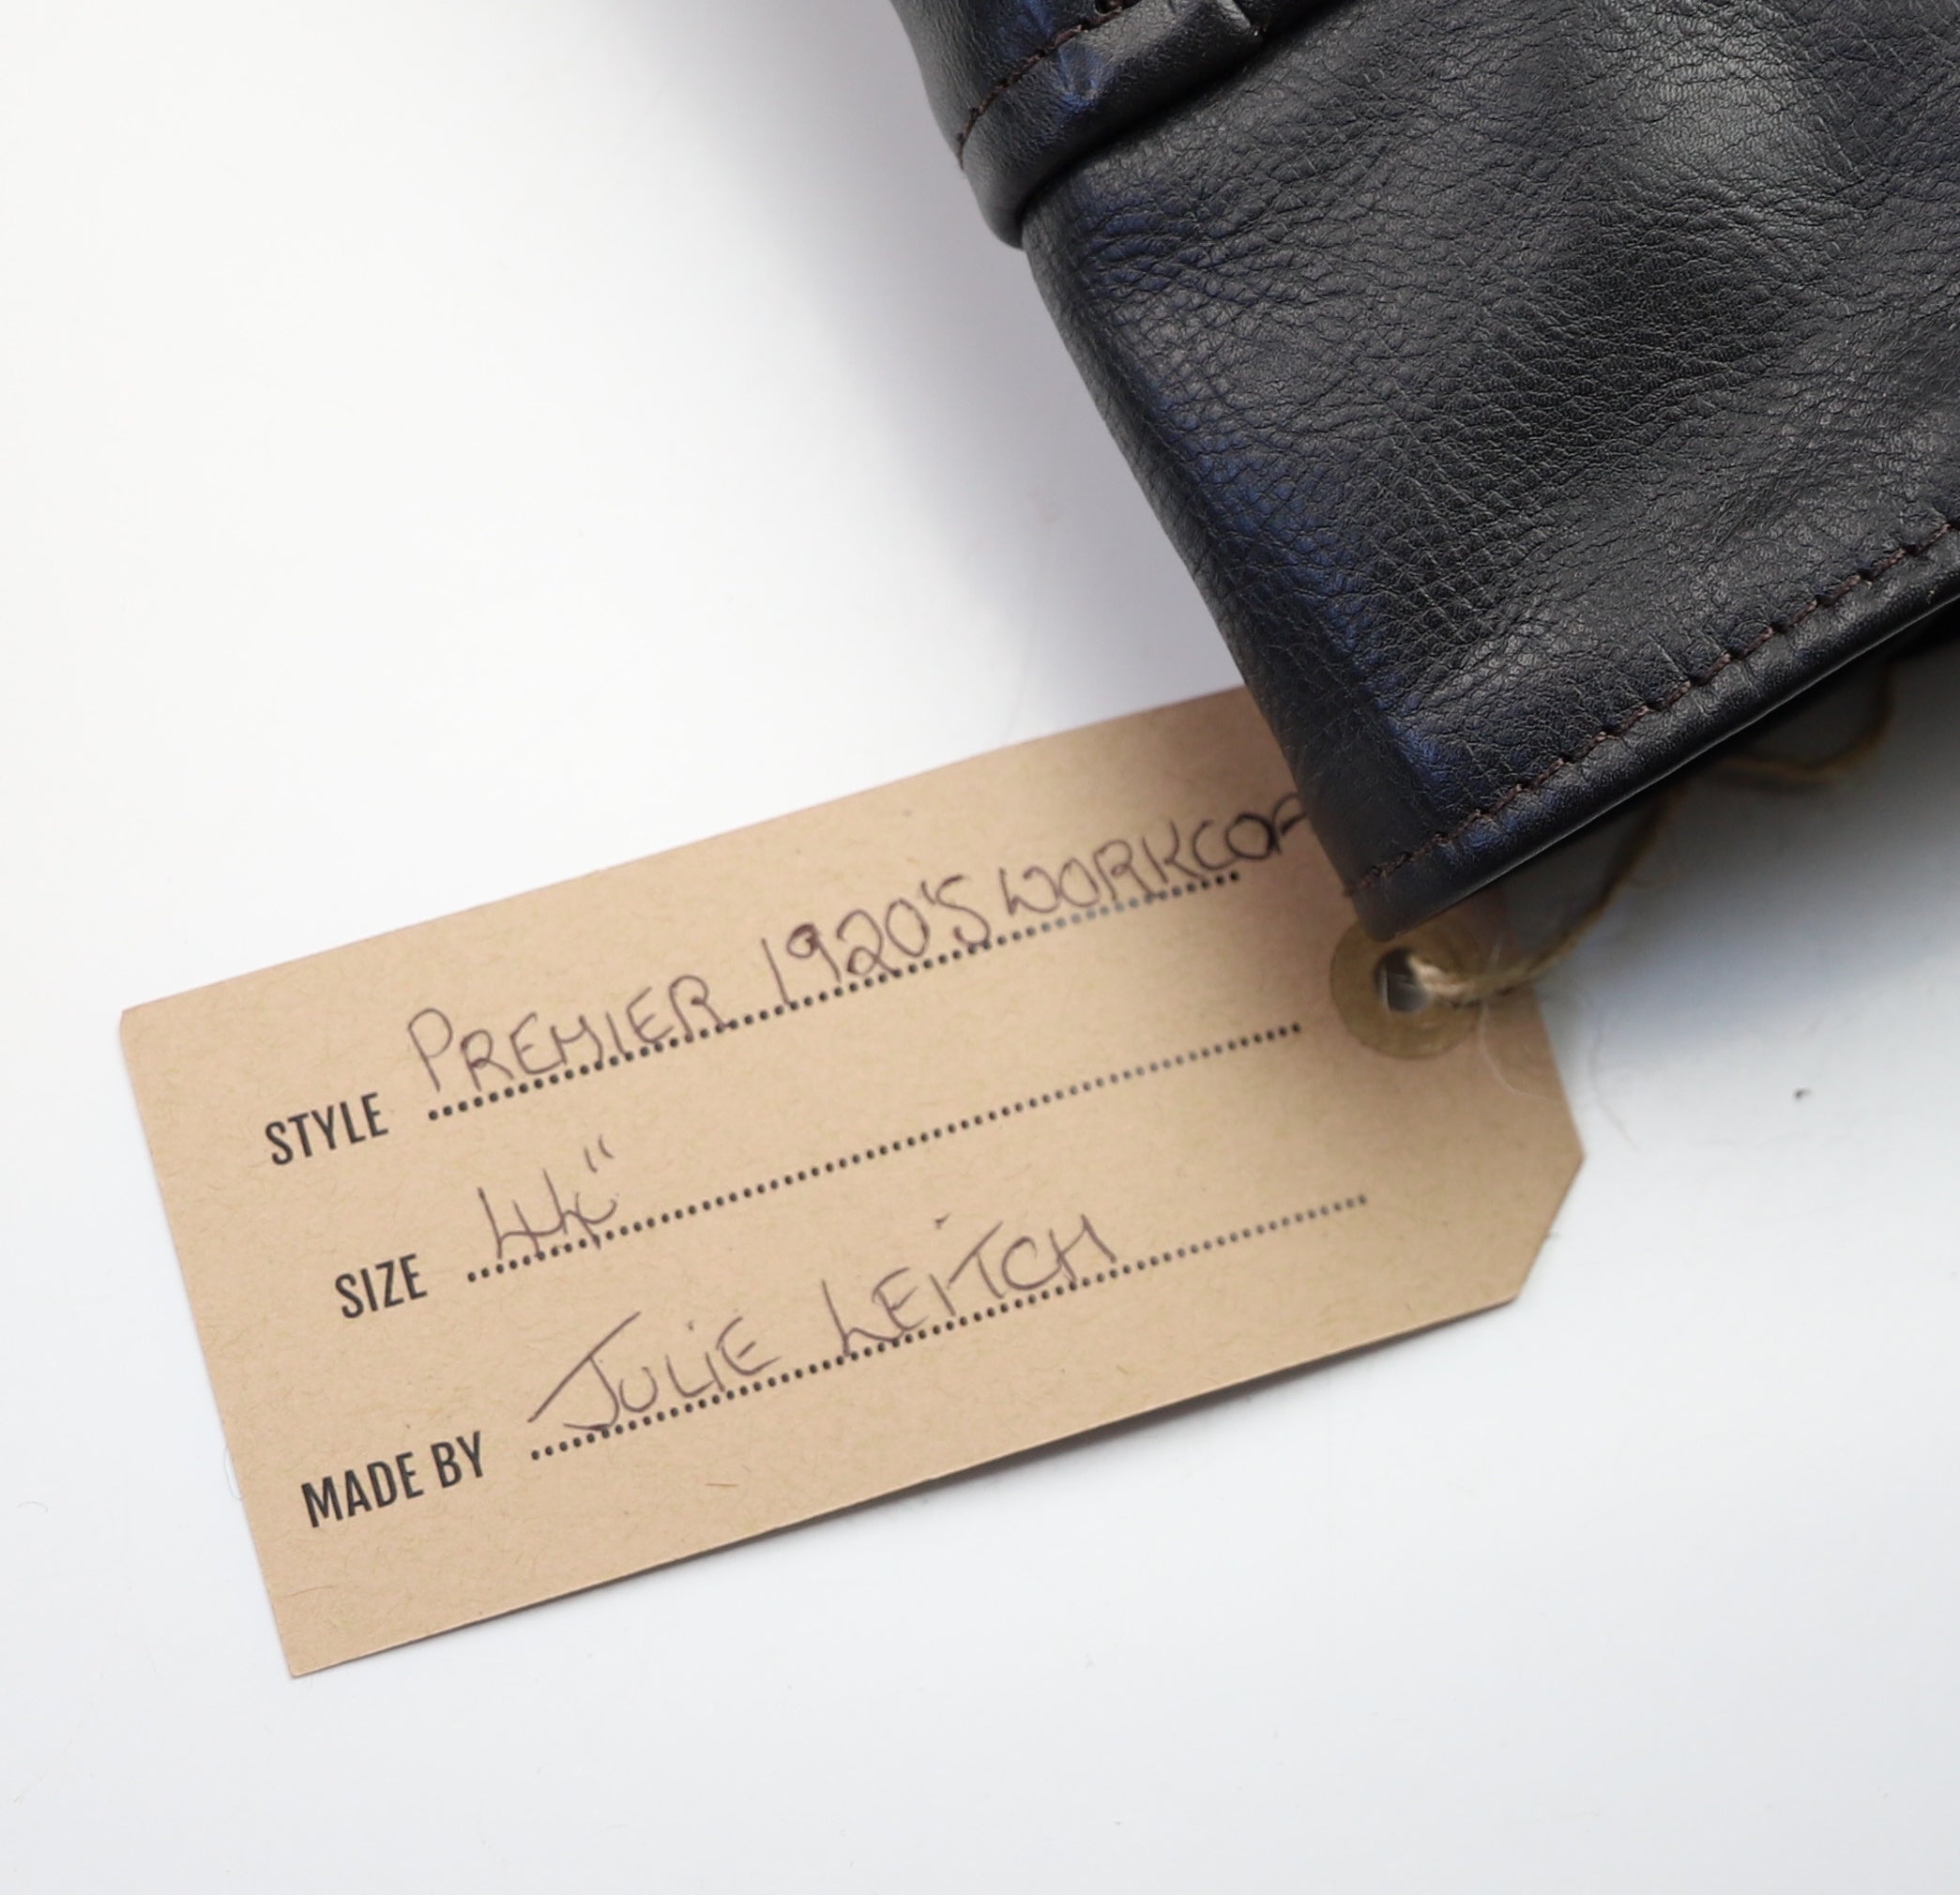 STYLE PREMIER 1920'S WORKCOA
SIZE 44"
MADE BY JULIE LEITCH